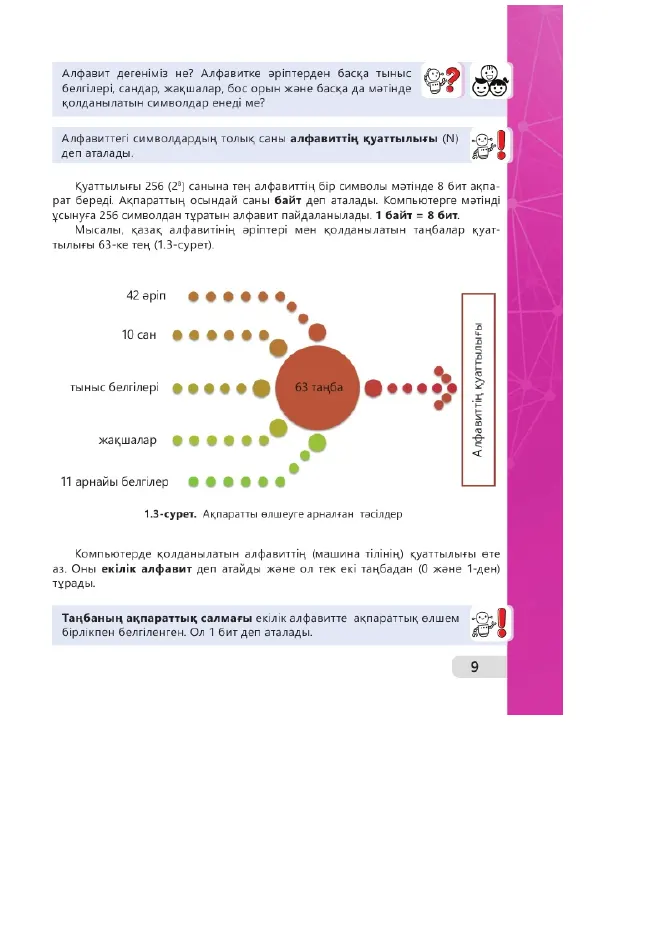 Алфавит дегеніміз не? Алфавитке әріптерден басқа тыныс
белгілері, сандар, жақшалар, бос орын және басқа да мәтінде
қолданылатын символдар енеді ме?
Алфавиттегі символдардың толық саны алфавиттің қуаттылығы (N)
деп аталады.
Қуаттылығы 256 (2⁸) санына тең алфавиттің бір символы мәтінде 8 бит ақпа-
рат береді. Ақпараттың осындай саны байт деп аталады. Компьютерге мәтінді
ұсынуға 256 символдан тұратын алфавит пайдаланылады. 1 байт = 8 бит.
Мысалы, қазақ алфавитінің әріптері мен қолданылатын таңбалар қуат-
тылығы 63-ке тең (1.3-сурет).
42 әріп
10 сан
тыныс белгілері
жақшалар
11 арнайы белгілер
63 таңба
Алфавиттің қуаттылығы
1.3-сурет. Ақпаратты өлшеуге арналған тәсілдер
Компьютерде қолданылатын алфавиттің (машина тілінің) қуаттылығы өте
аз. Оны екілік алфавит деп атайды және ол тек екі таңбадан (0 және 1-ден)
тұрады.
Таңбаның ақпараттық салмағы екілік алфавитте ақпараттық өлшем
бірлікпен белгіленген. Ол 1 бит деп аталады.
9